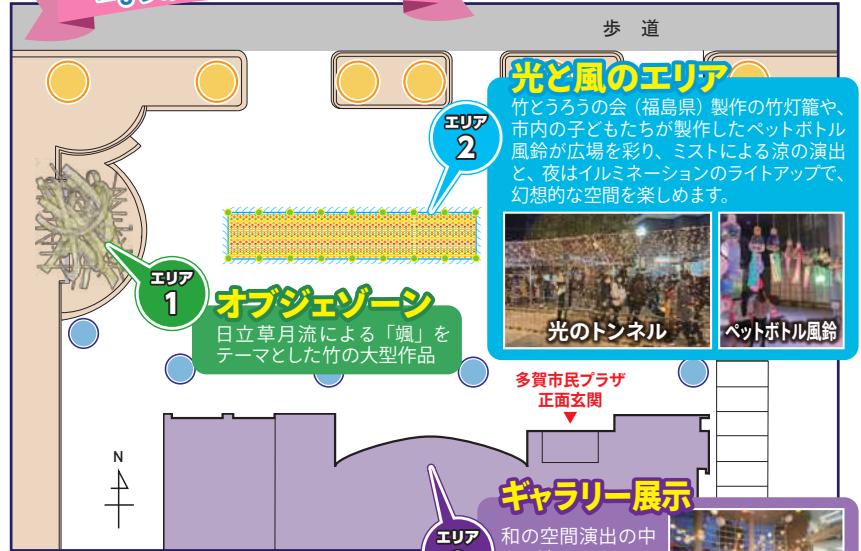 歩 道
光と風のエリア
エリア
2
竹とうろうの会（福島県）製作の竹灯籠や、
市内の子どもたちが製作したペットボトル
風鈴が広場を彩り、ミストによる涼の演出
と、夜はイルミネーションのライトアップで、
幻想的な空間を楽しめます。
光のトンネル
ペットボトル風鈴
エリア
1
オブジェゾーン
日立草月流による「颯」を
テーマとした竹の大型作品
多賀市民プラザ
正面玄関
N
ギャラリー展示
エリア
和の空間演出の中